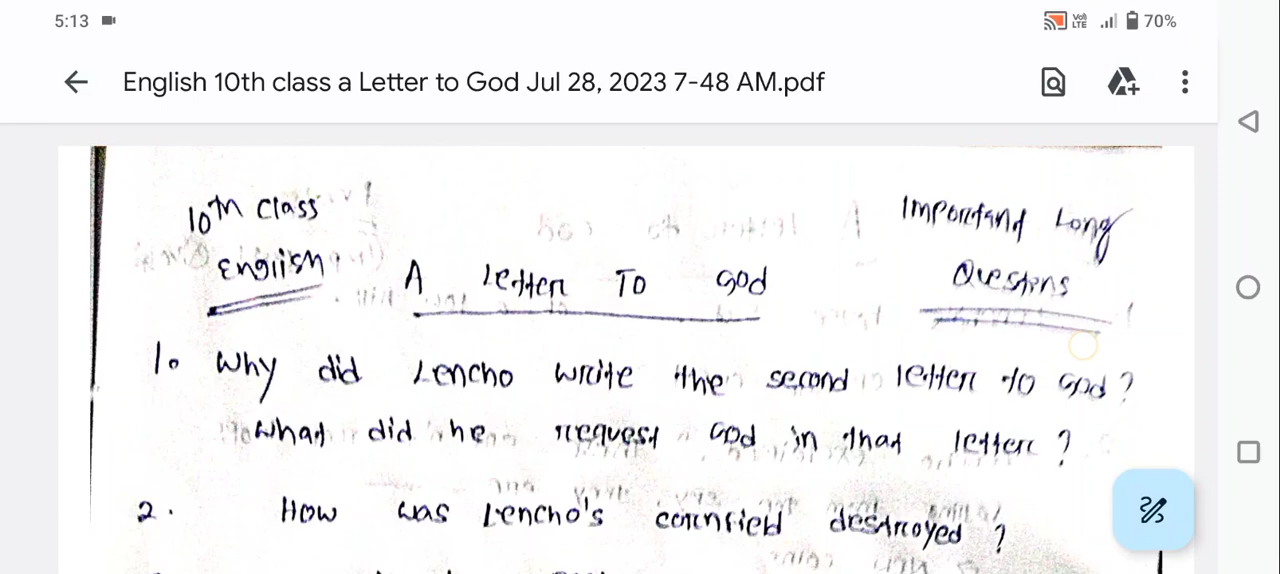 5:13 Vo) LTE 70%
English 10th class a Letter to God Jul 28, 2023 7-48 AM.pdf
10th class Important Long
English A Letter To God Questions
1. Why did Lencho write the second letter to God?
what did he request God in that letter?
2. How was Lencho's cornfield destroyed?